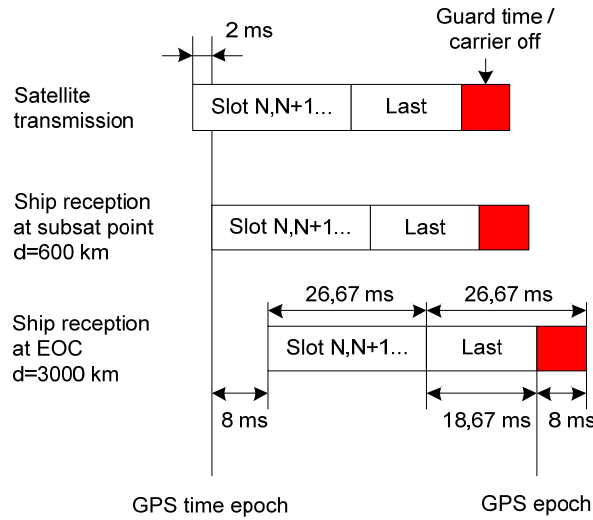 Guard time /
carrier off
2 ms
Satellite
transmission
Slot N,N+1...
Last
Ship reception
at subsat point
d=600 km
Slot N,N+1...
Last
26,67 ms
26,67 ms
Ship reception
at EOC
d=3000 km
Slot N,N+1...
Last
8 ms
18,67 ms
8 ms
GPS time epoch
GPS epoch